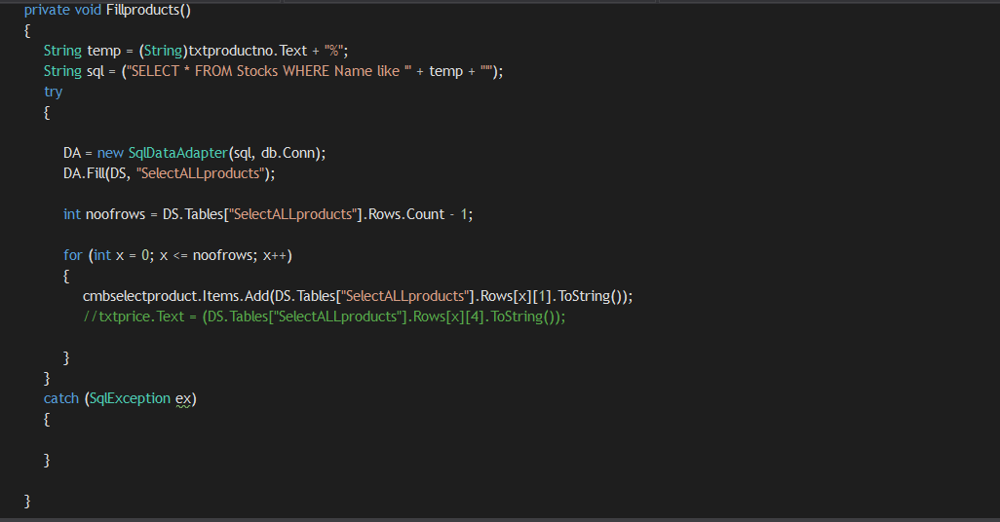 private void Fillproducts()
{
String temp = (String)txtproductno.Text + "%";
String sql = ("SELECT * FROM Stocks WHERE Name like '" + temp + "'");
try
{
DA = new SqlDataAdapter(sql, db.Conn);
DA.Fill(DS, "SelectALLproducts");
int noofrows = DS.Tables["SelectALLproducts"].Rows.Count - 1;
for (int x = 0; x <= noofrows; x++)
{
cmbselectproduct.Items.Add(DS.Tables["SelectALLproducts"].Rows[x][1].ToString());
//txtprice.Text = (DS.Tables["SelectALLproducts"].Rows[x][4].ToString());
}
}
catch (SqlException ex)
{
}
}